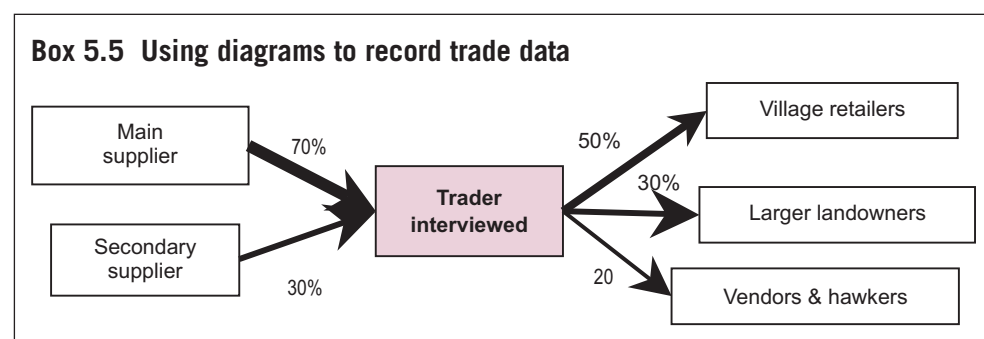 Box 5.5 Using diagrams to record trade data
Main
supplier
70%
Secondary
supplier
30%
Trader
interviewed
50%
Village retailers
30%
Larger landowners
20
Vendors & hawkers